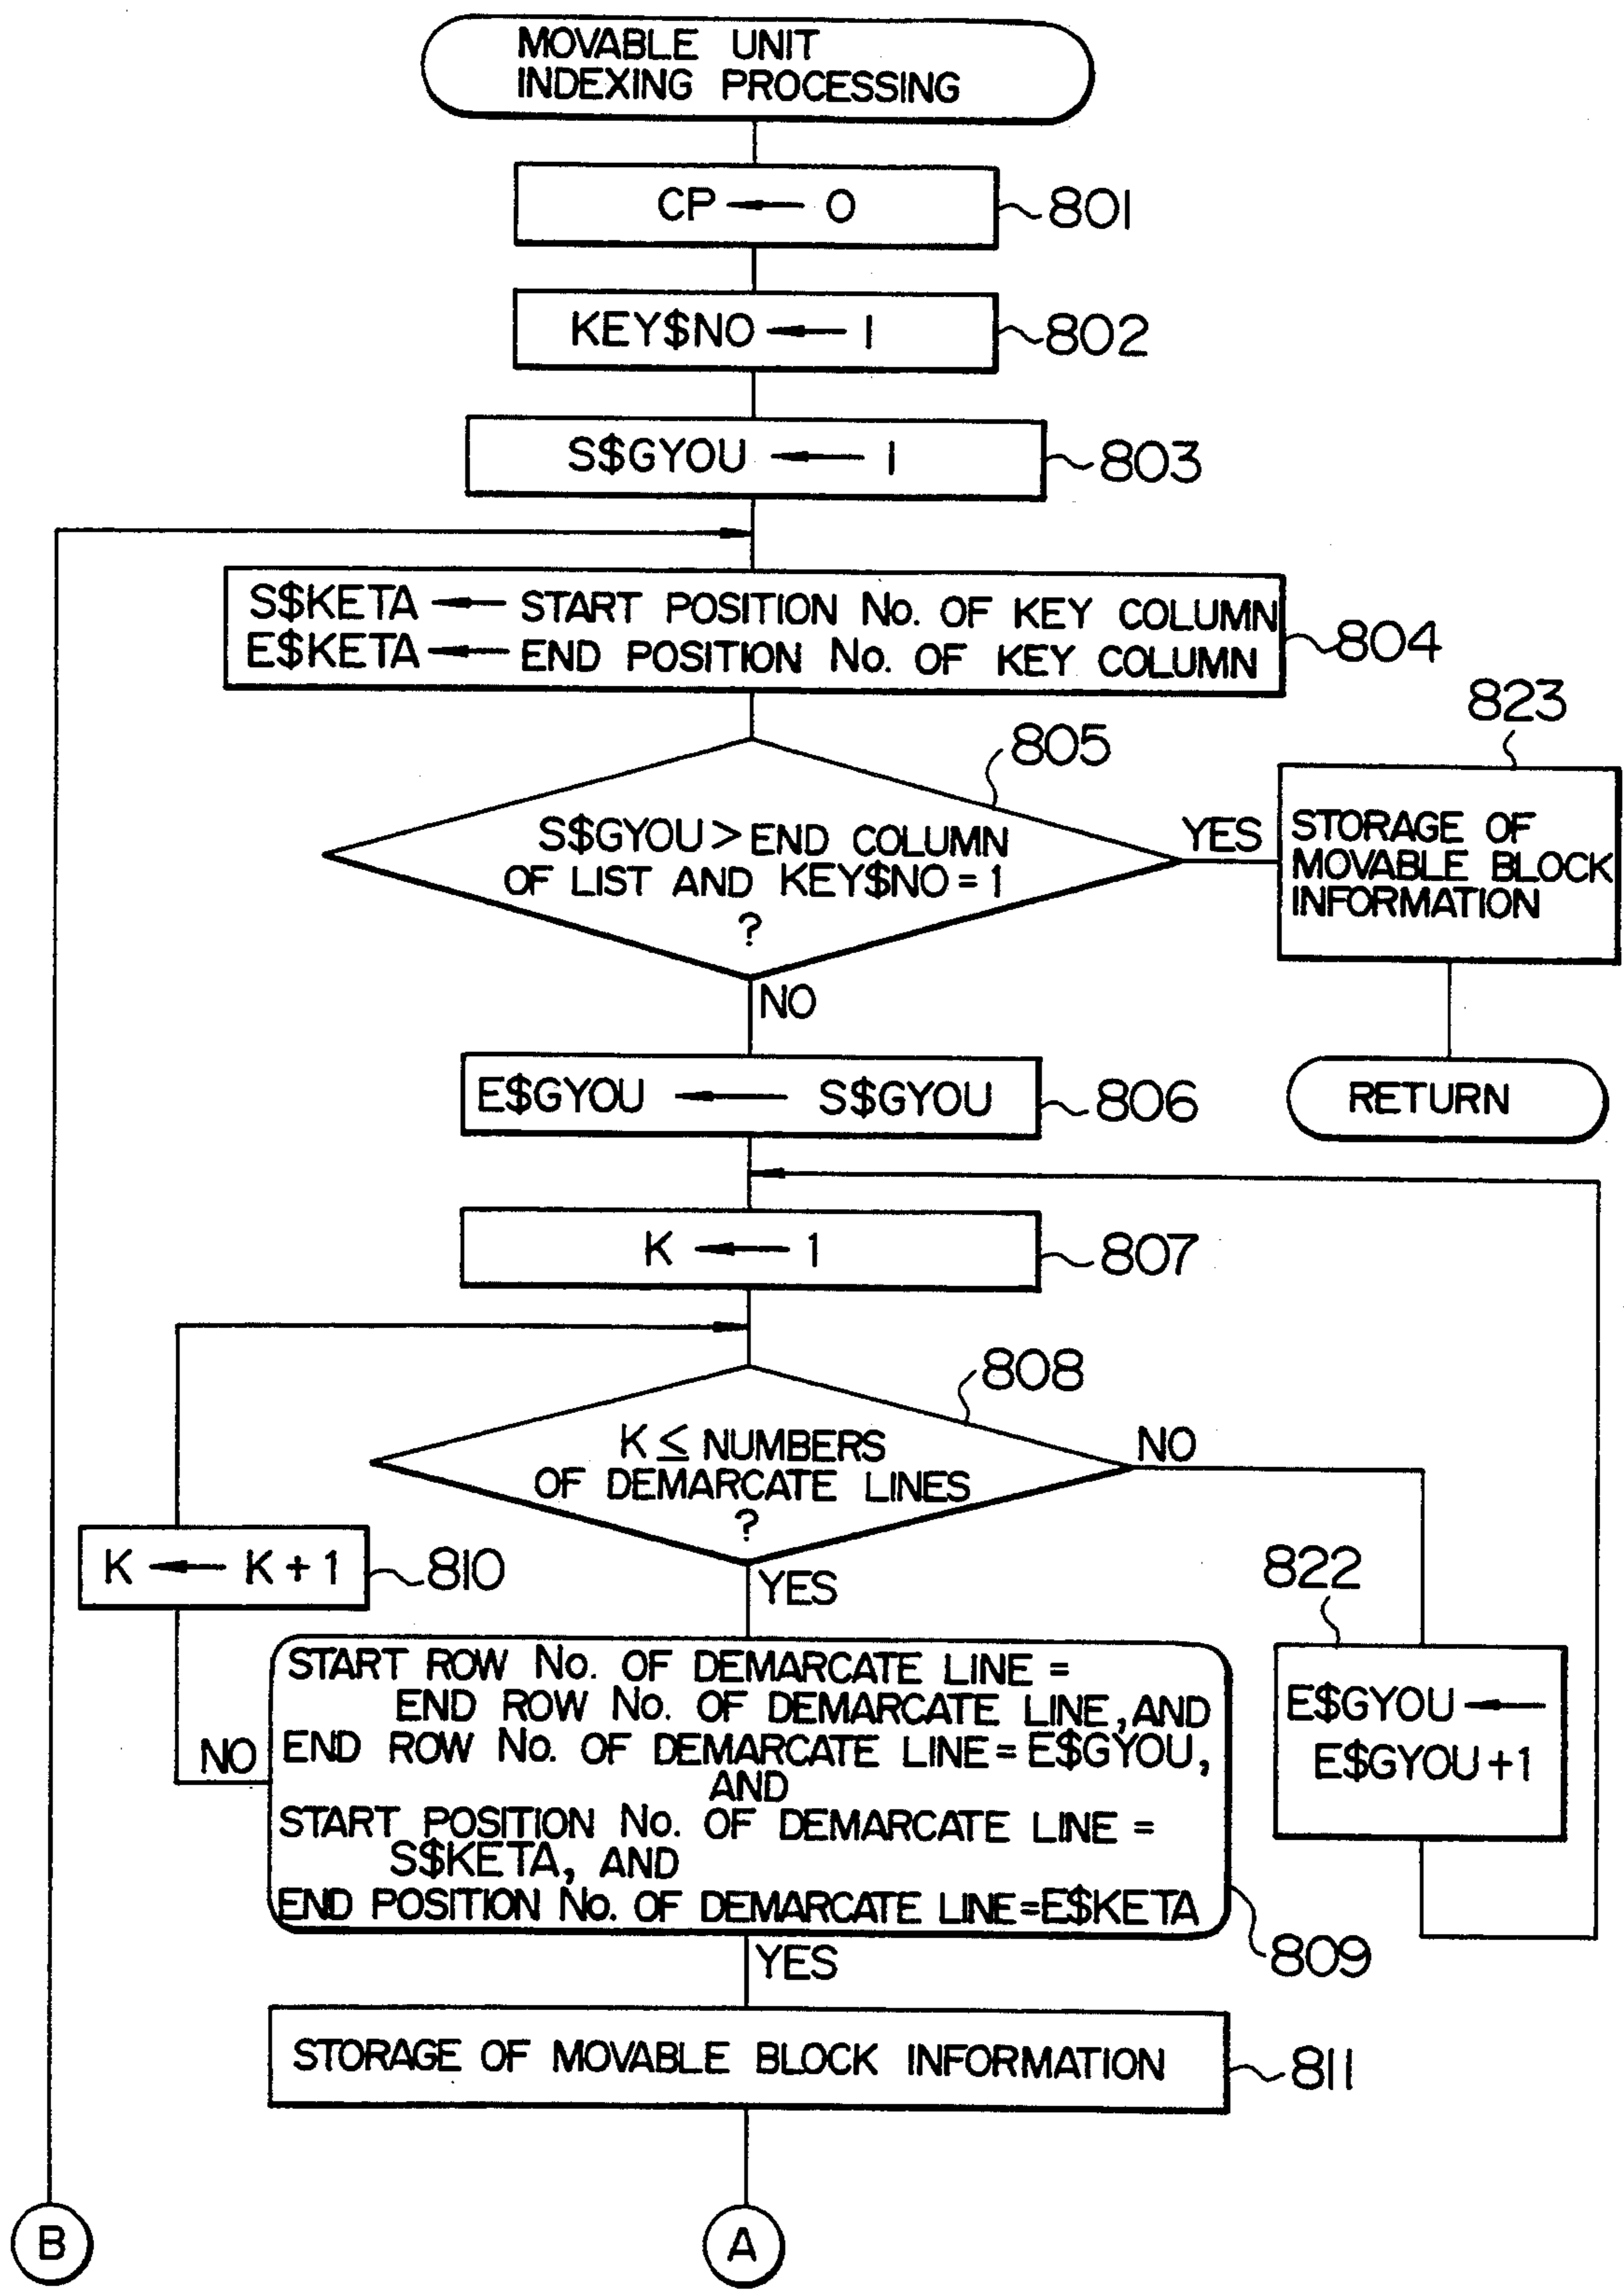 MOVABLE UNIT
INDEXING PROCESSING
CP ← 0
801
KEY$NO ← 1
802
S$GYOU ← 1
803
S$KETA ← START POSITION No. OF KEY COLUMN
E$KETA ← END POSITION No. OF KEY COLUMN
804
805
S$GYOU > END COLUMN
OF LIST AND KEY$NO = 1
?
YES
823
STORAGE OF
MOVABLE BLOCK
INFORMATION
NO
RETURN
E$GYOU ← S$GYOU
806
K ← 1
807
808
K ≤ NUMBERS
OF DEMARCATE LINES
?
NO
YES
K ← K + 1
810
822
E$GYOU ←
E$GYOU + 1
START ROW No. OF DEMARCATE LINE =
END ROW No. OF DEMARCATE LINE, AND
END ROW No. OF DEMARCATE LINE = E$GYOU,
AND
START POSITION No. OF DEMARCATE LINE =
S$KETA, AND
END POSITION No. OF DEMARCATE LINE = E$KETA
NO
809
YES
STORAGE OF MOVABLE BLOCK INFORMATION
811
B
A